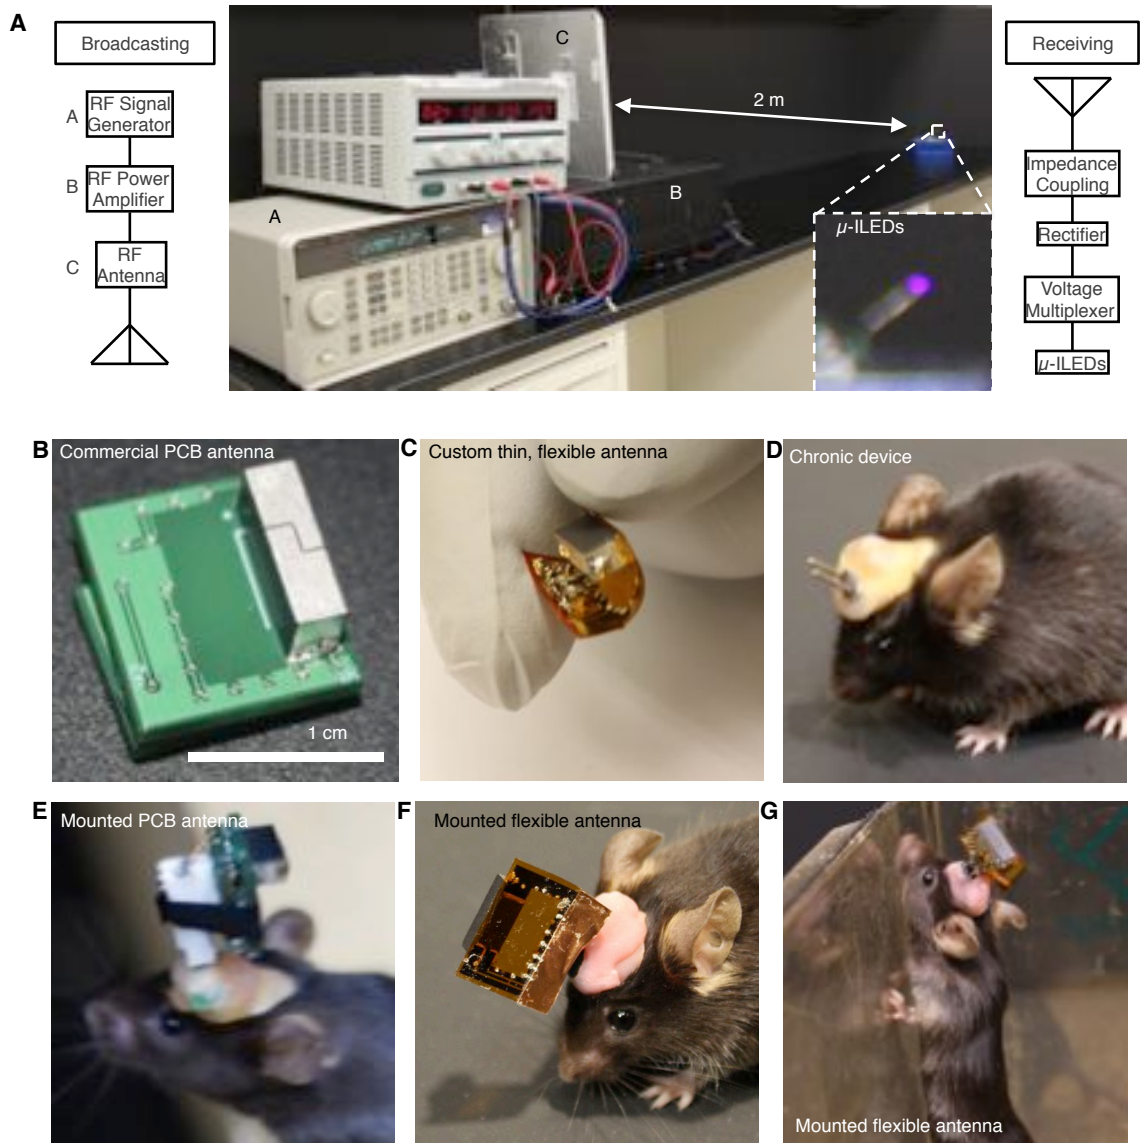 A
Broadcasting
A
RF Signal
Generator
B
RF Power
Amplifier
C
RF
Antenna
C
2 m
B
A
µ-ILEDs
Receiving
Impedance
Coupling
Rectifier
Voltage
Multiplexer
µ-ILEDs
B
Commercial PCB antenna
1 cm
C
Custom thin, flexible antenna
D
Chronic device
E
Mounted PCB antenna
F
Mounted flexible antenna
G
Mounted flexible antenna